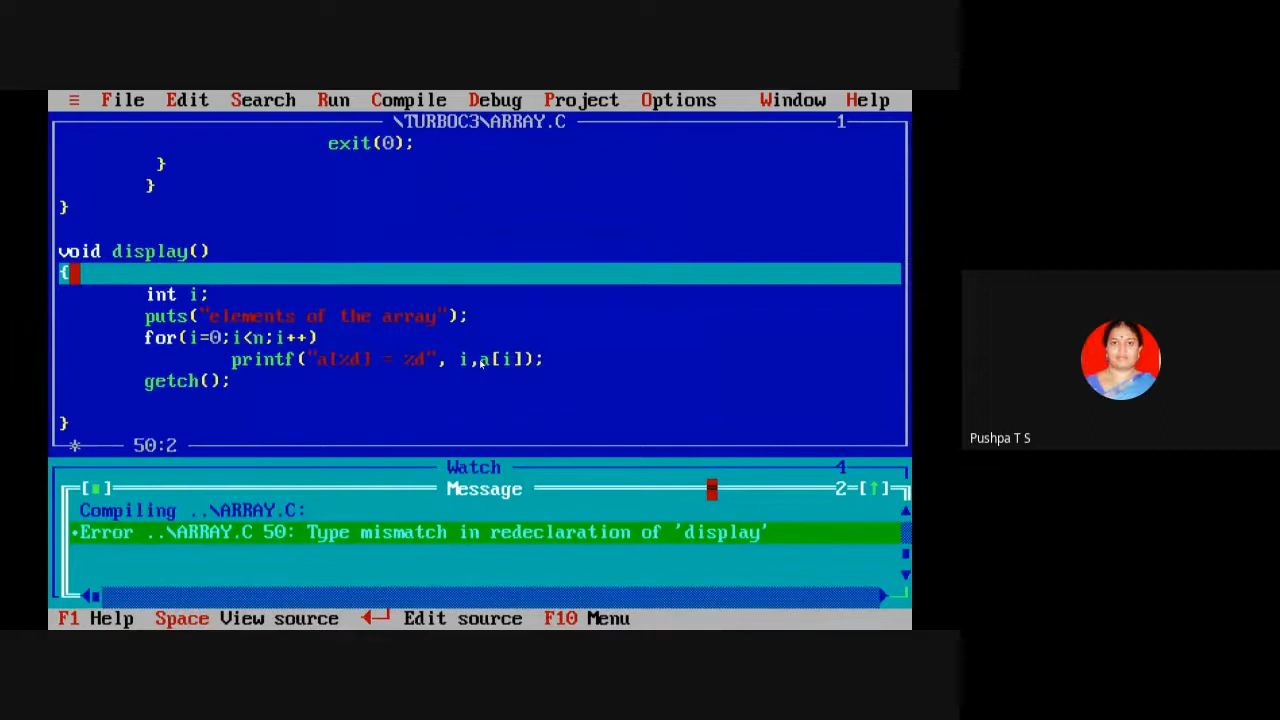 ≡ File Edit Search Run Compile Debug Project Options Window Help
\TURBOC3\ARRAY.C 1
exit(0);
}
}
}
void display()
{
int i;
puts("elements of the array");
for(i=0;i<n;i++)
printf("a[%d] = %d", i,a[i]);
getch();
}
50:2
Watch 4
Message 2=[↑]
Compiling ..\ARRAY.C:
•Error ..\ARRAY.C 50: Type mismatch in redeclaration of 'display'
F1 Help Space View source ◄┘ Edit source F10 Menu
Pushpa T S